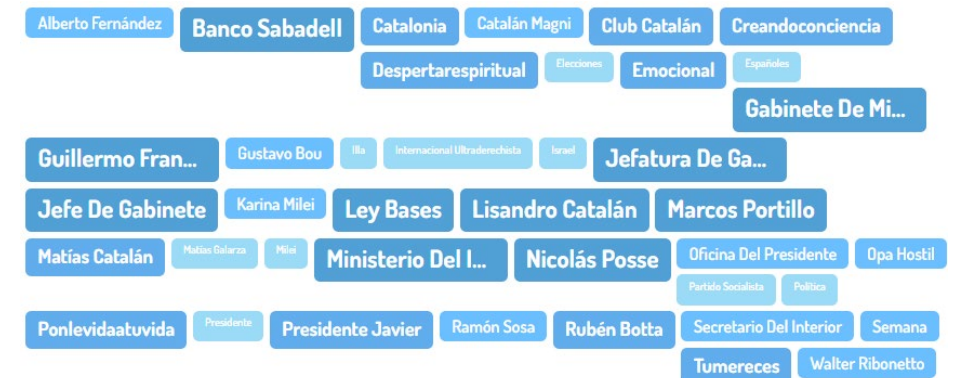 Alberto Fernández Banco Sabadell Catalonia Catalán Magni Club Catalán Creandoconciencia
Despertarespiritual Elecciones Emocional Españoles
Gabinete De Mi...
Guillermo Fran... Gustavo Bou Illa Internacional Ultraderechista Israel Jefatura De Ga...
Jefe De Gabinete Karina Milei Ley Bases Lisandro Catalán Marcos Portillo
Matías Catalán Matías Galarza Milei Ministerio Del I... Nicolás Posse Oficina Del Presidente Opa Hostil
Partido Socialista Política
Ponlevidaatuvida Presidente Presidente Javier Ramón Sosa Rubén Botta Secretario Del Interior Semana
Tumereces Walter Ribonetto